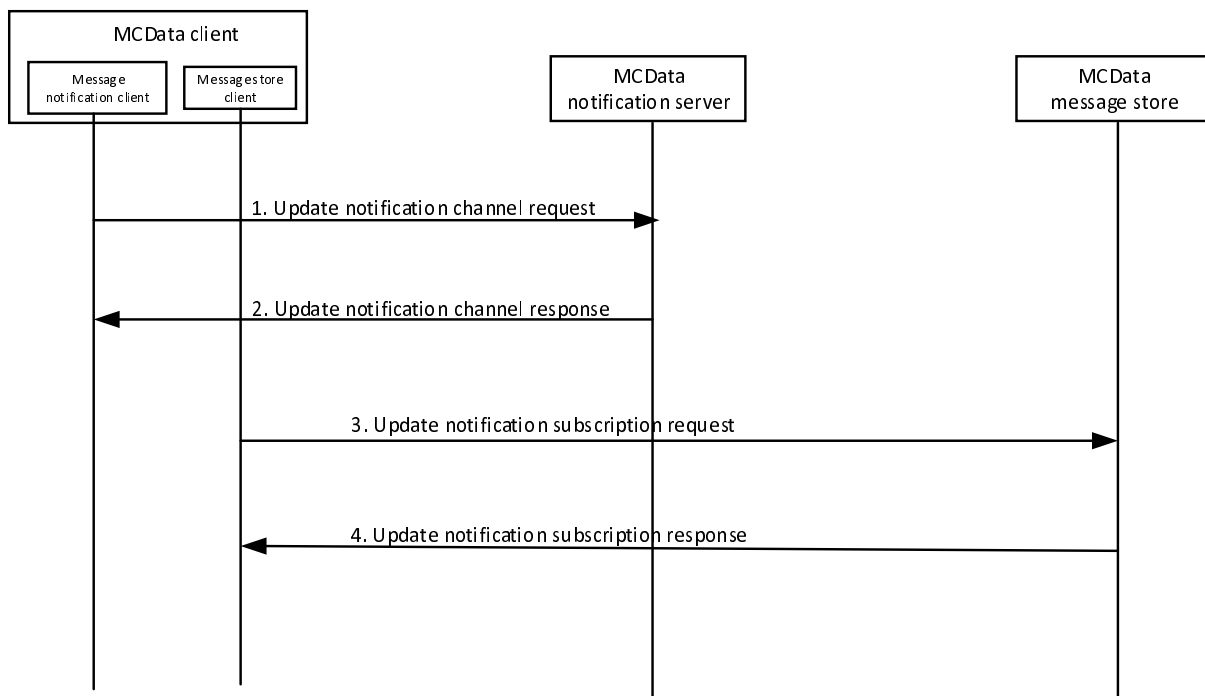 MCData client
Message
notification client
Message store
client
MCData
notification server
MCData
message store
1. Update notification channel request
2. Update notification channel response
3. Update notification subscription request
4. Update notification subscription response